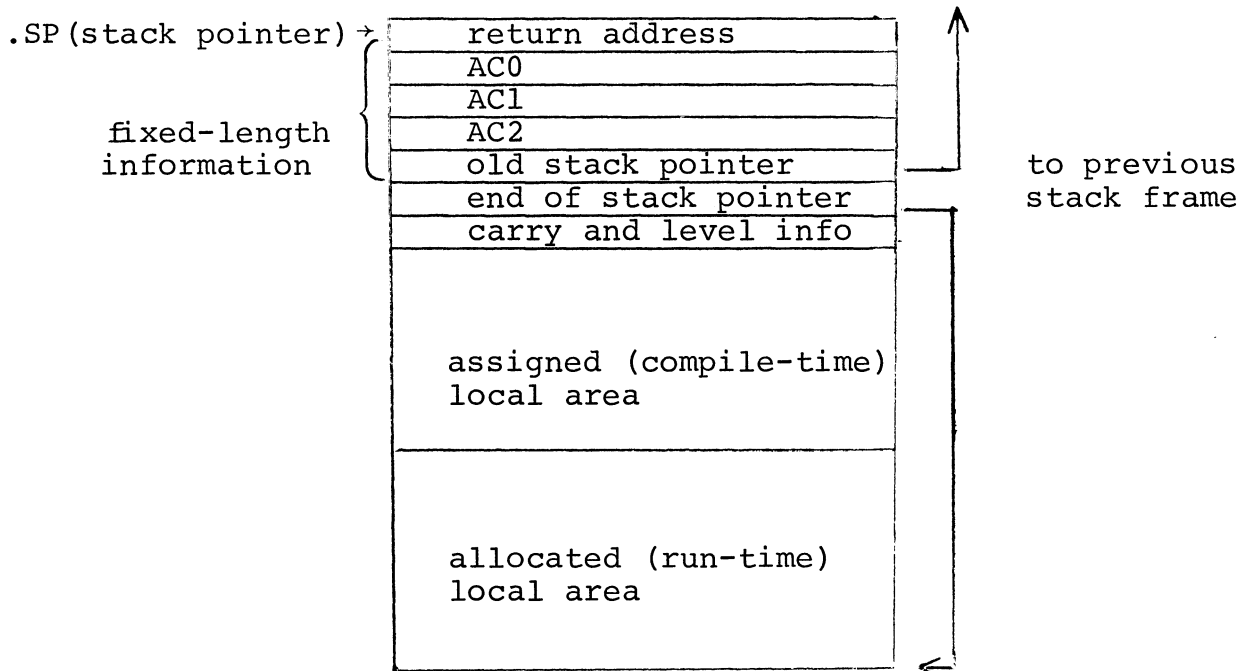 .SP(stack pointer)→
return address
AC0
AC1
AC2
fixed-length
information
old stack pointer
end of stack pointer
carry and level info
to previous
stack frame
assigned (compile-time)
local area
allocated (run-time)
local area